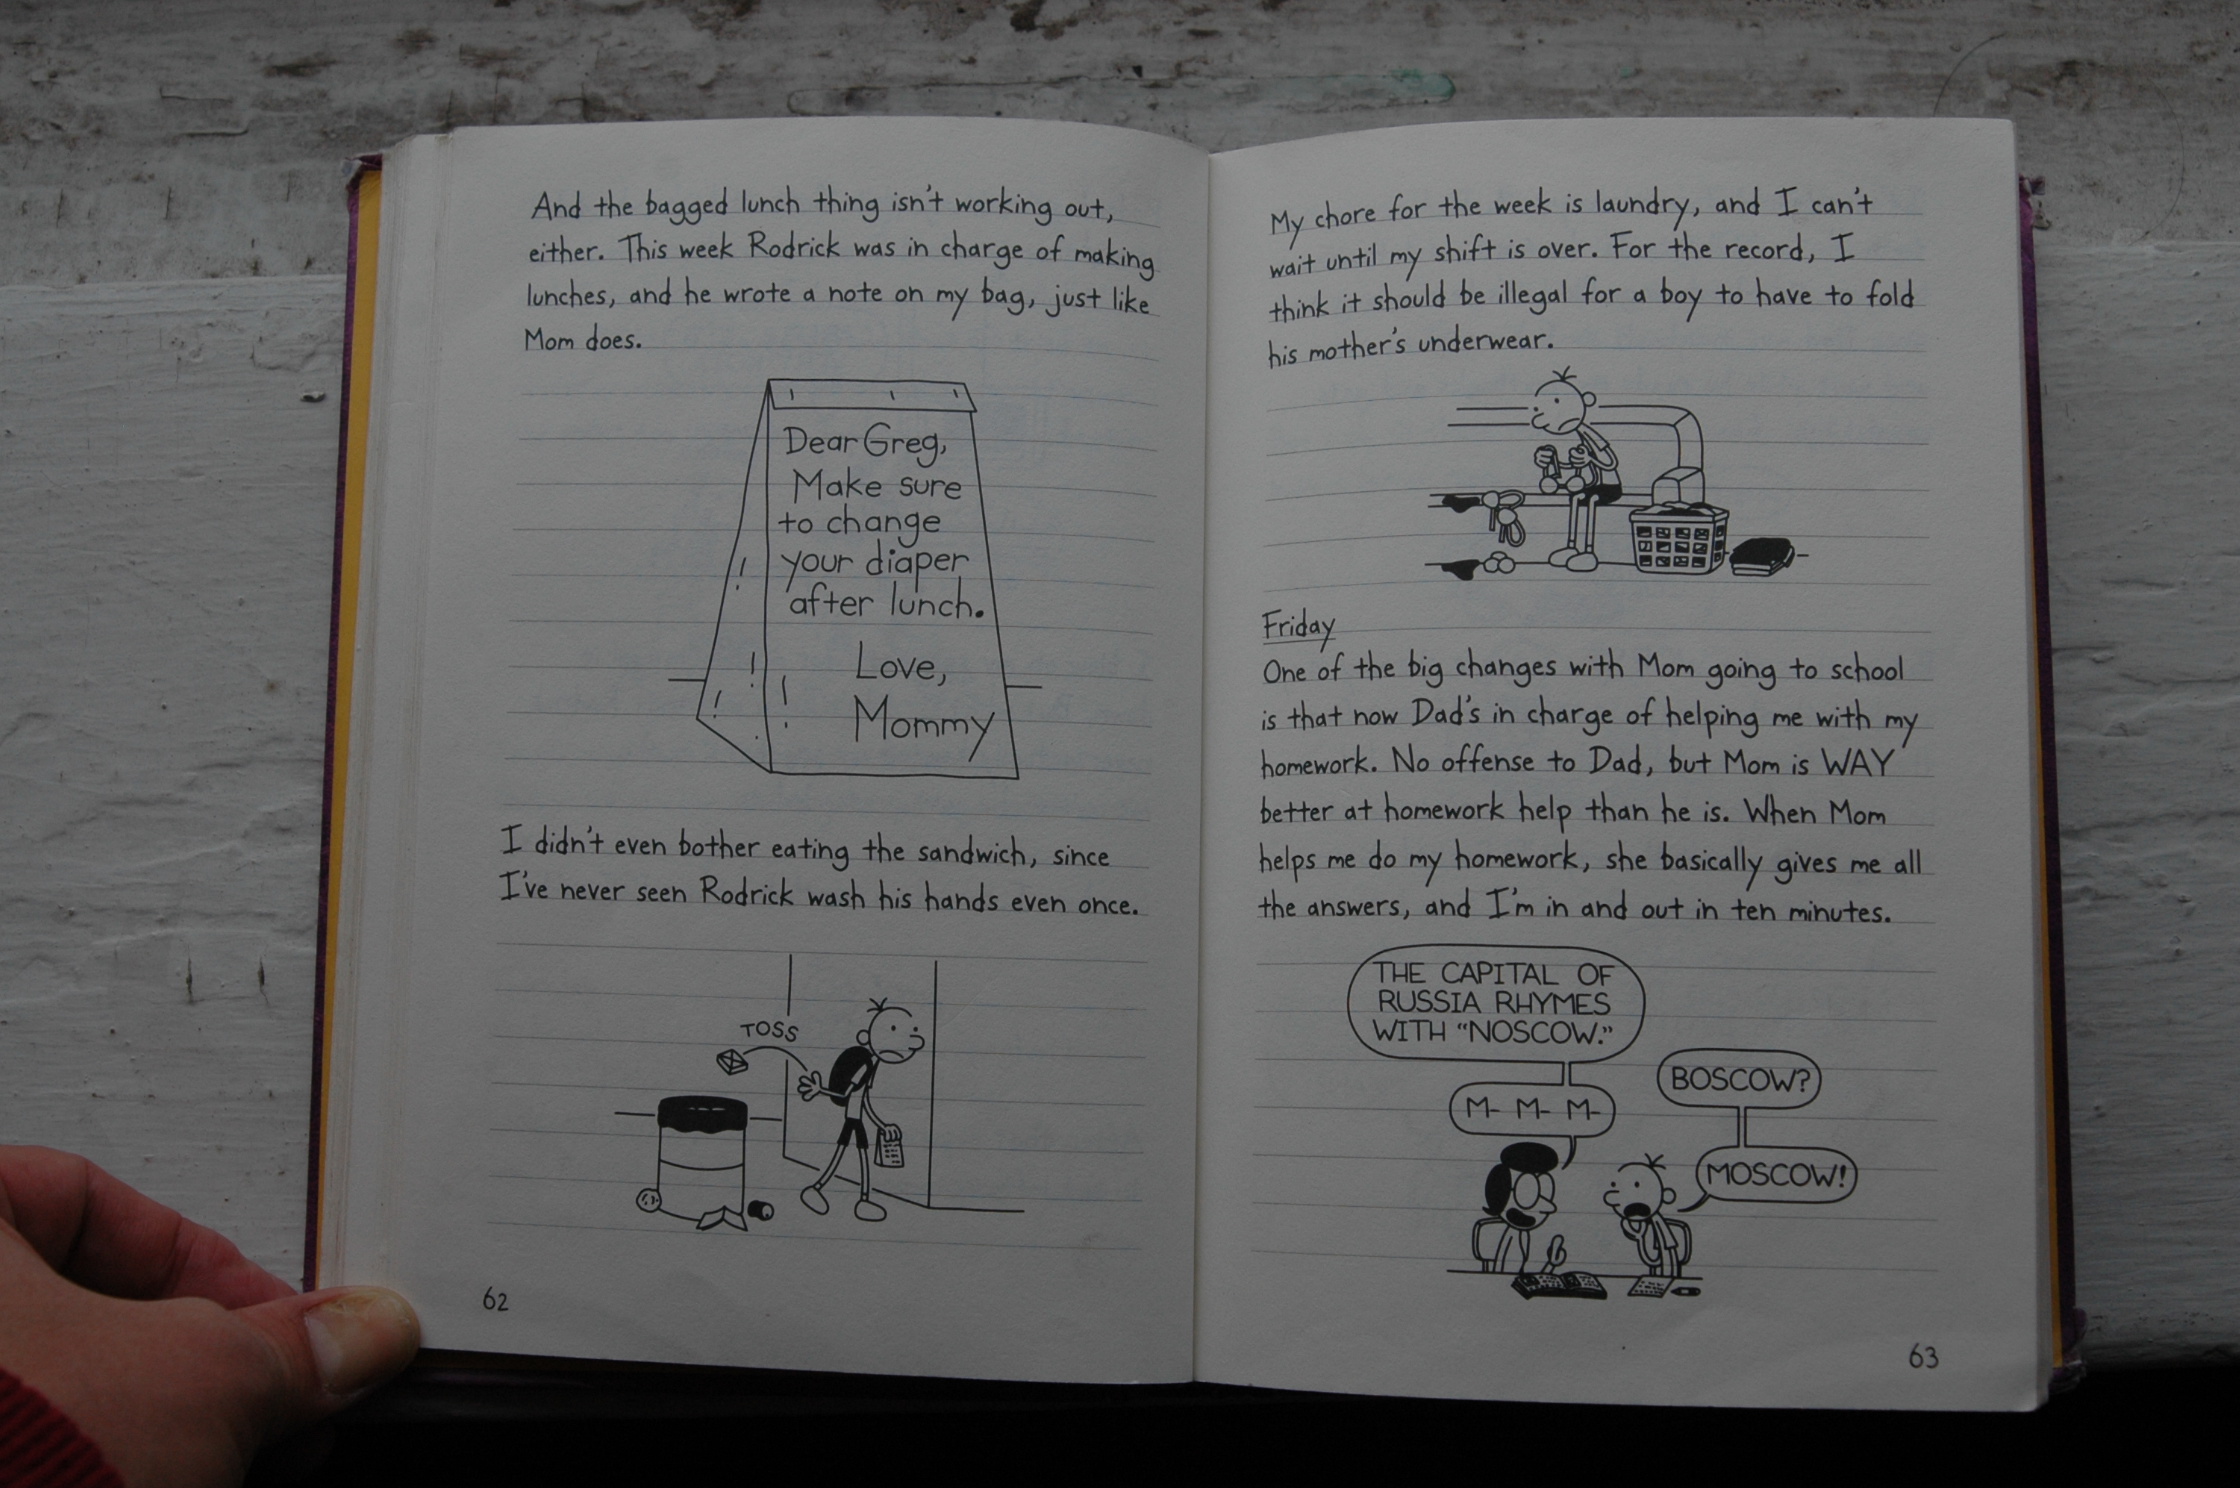 And the bagged lunch thing isn't working out,
either. This week Rodrick was in charge of making
lunches, and he wrote a note on my bag, just like
Mom does.
Dear Greg,
Make sure
to change
your diaper
after lunch.
Love,
Mommy
I didn't even bother eating the sandwich, since
I've never seen Rodrick wash his hands even once.
TOSS
62
My chore for the week is laundry, and I can't
wait until my shift is over. For the record, I
think it should be illegal for a boy to have to fold
his mother's underwear.
Friday
One of the big changes with Mom going to school
is that now Dad's in charge of helping me with my
homework. No offense to Dad, but Mom is WAY
better at homework help than he is. When Mom
helps me do my homework, she basically gives me all
the answers, and I'm in and out in ten minutes.
THE CAPITAL OF
RUSSIA RHYMES
WITH "NOSCOW."
M- M- M-
BOSCOW?
MOSCOW!
63